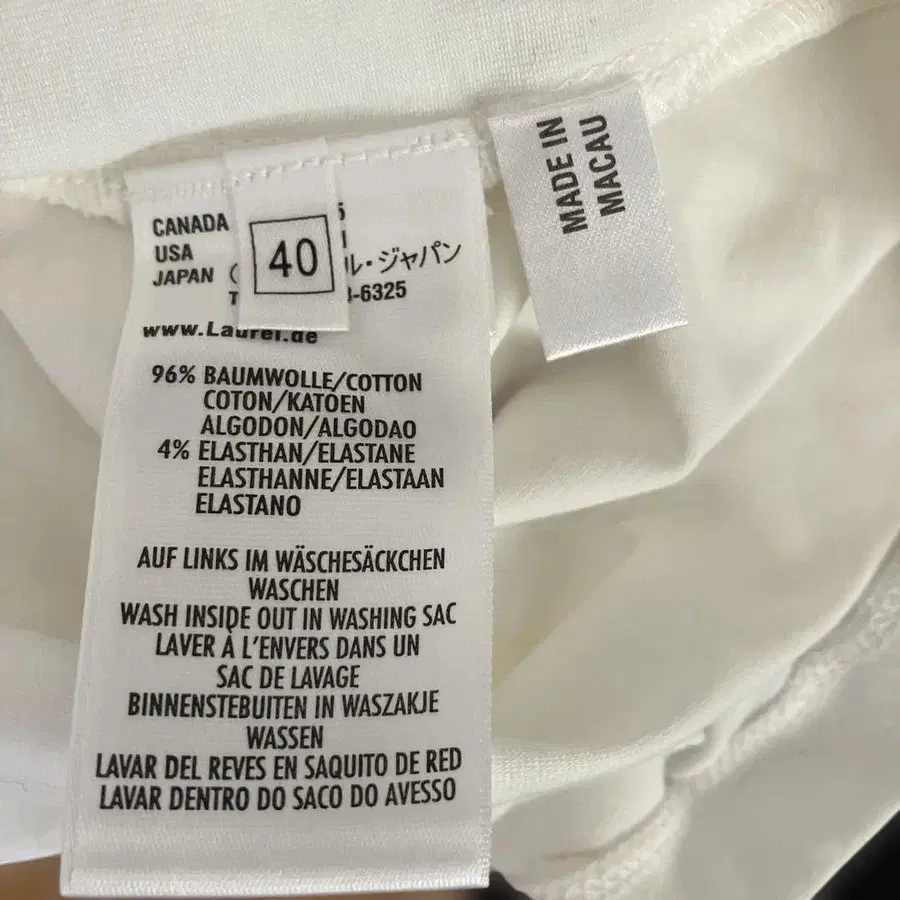 CANADA 5
USA
JAPAN ル・ジャパン
-6325
40
www.Laurel.de
96% BAUMWOLLE/COTTON
COTON/KATOEN
ALGODON/ALGODAO
4% ELASTHAN/ELASTANE
ELASTHANNE/ELASTAAN
ELASTANO
AUF LINKS IM WÄSCHESÄCKCHEN
WASCHEN
WASH INSIDE OUT IN WASHING SAC
LAVER À L'ENVERS DANS UN
SAC DE LAVAGE
BINNENSTEBUITEN IN WASZAKJE
WASSEN
LAVAR DEL REVES EN SAQUITO DE RED
LAVAR DENTRO DO SACO DO AVESSO
MADE IN
MACAU